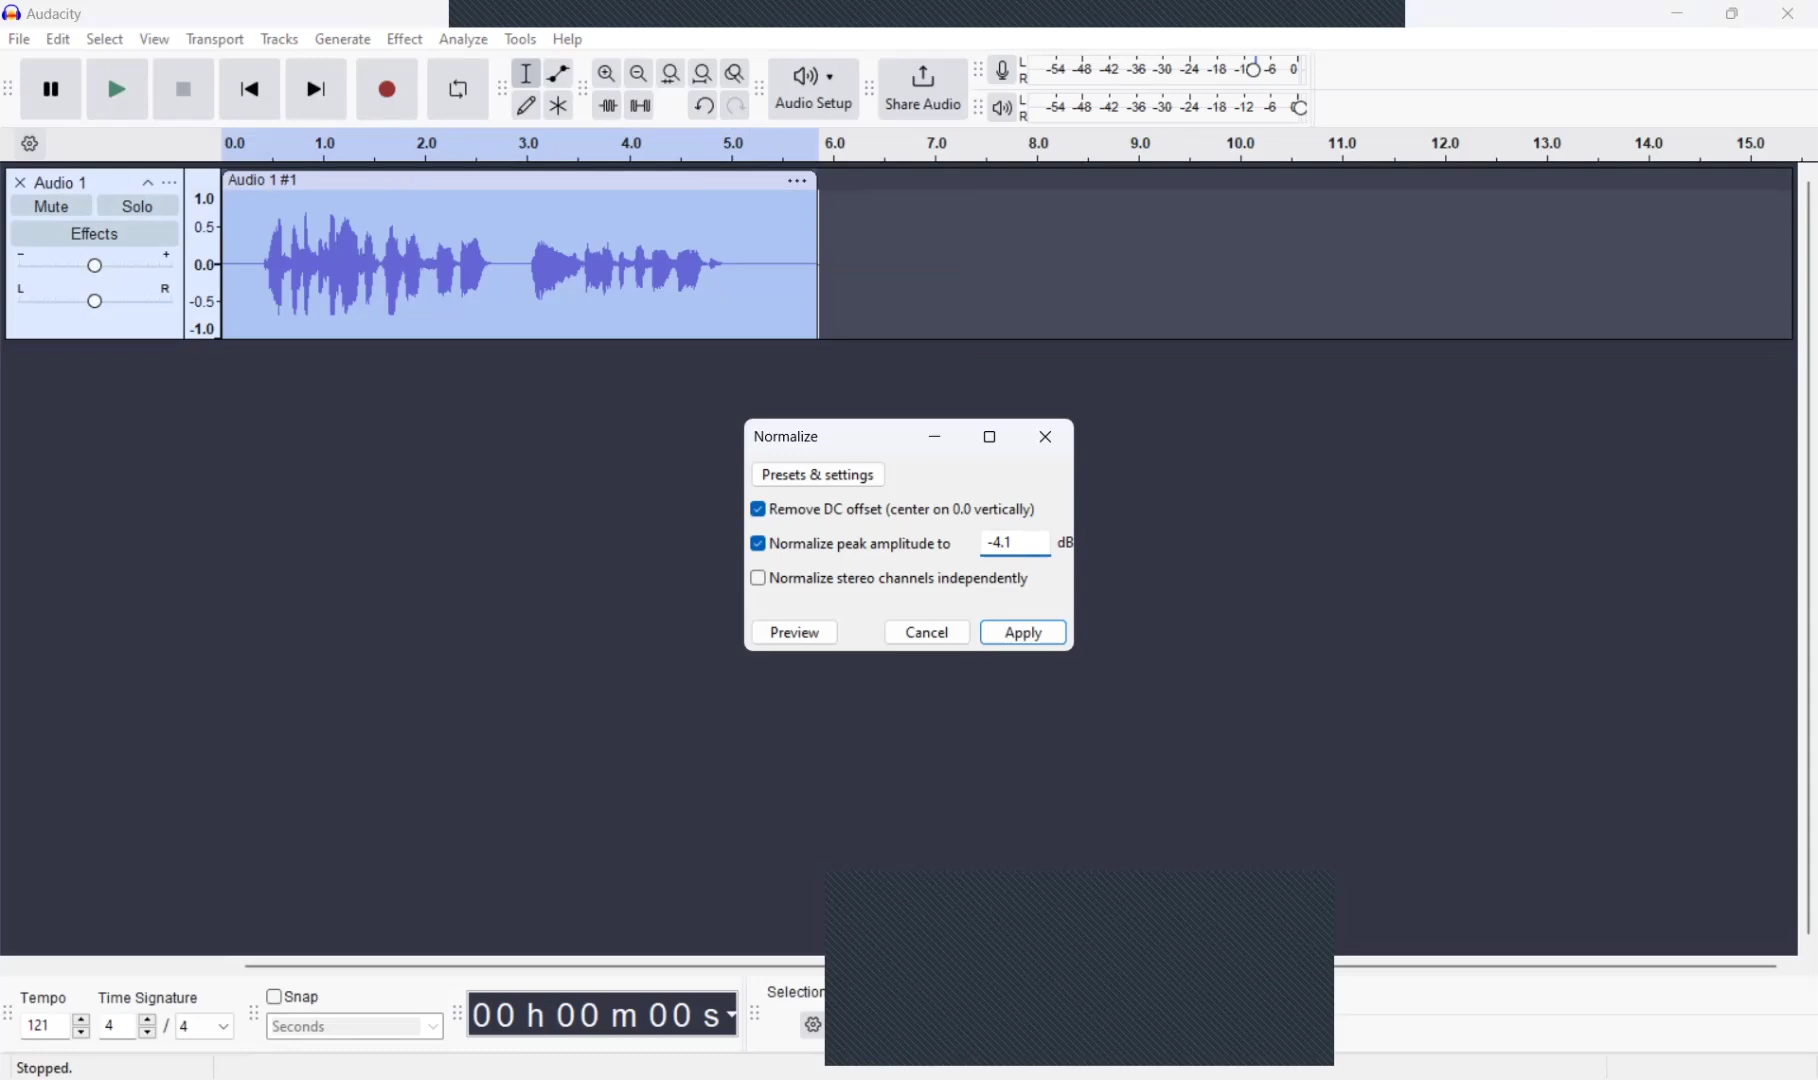 Audacity
File Edit Select View Transport Tracks Generate Effect Analyze Tools Help
Audio Setup
Share Audio
L R -54 -48 -42 -36 -30 -24 -18 -6 0
L R -54 -48 -42 -36 -30 -24 -18 -12 -6
0.0 1.0 2.0 3.0 4.0 5.0 6.0 7.0 8.0 9.0 10.0 11.0 12.0 13.0 14.0 15.0
Audio 1
Mute Solo
Effects
- +
L R
1.0
0.5
0.0
-0.5
-1.0
Audio 1 #1
Normalize
Presets & settings
Remove DC offset (center on 0.0 vertically)
Normalize peak amplitude to -4.1 dB
Normalize stereo channels independently
Preview Cancel Apply
Tempo
121
Time Signature
4 / 4
Snap
Seconds
00 h 00 m 00 s
Selection
Stopped.